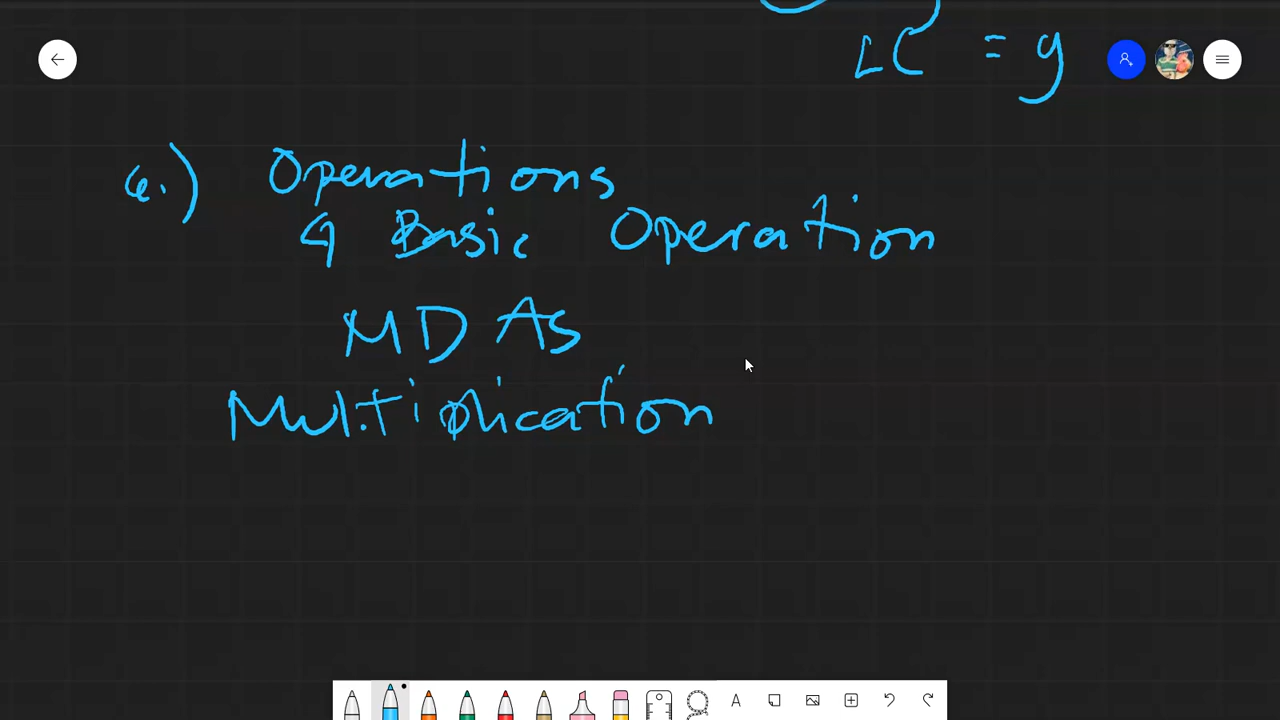 LC = y
6.) Operations
4 Basic Operation
MDAS
Multiplication
A